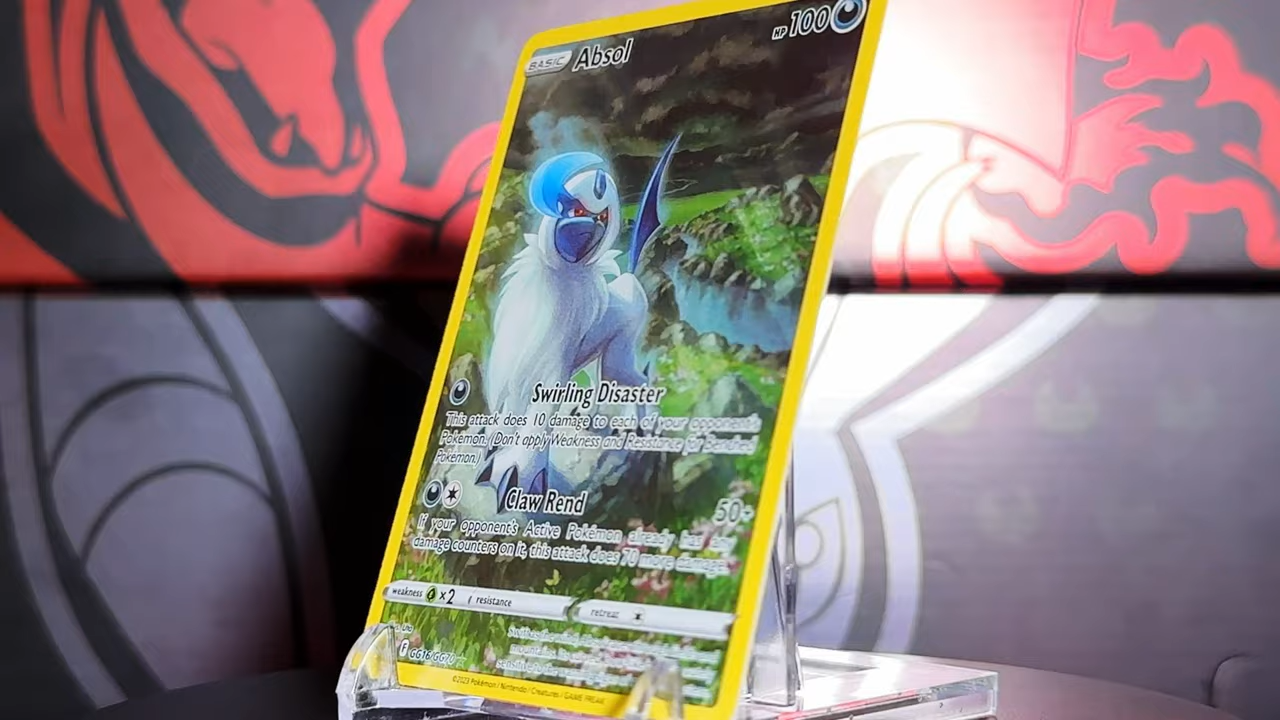 BASIC Absol HP 100
Swirling Disaster
This attack does 10 damage to each of your opponent's
Pokémon. (Don't apply Weakness and Resistance for Benched
Pokémon.)
Claw Rend 50+
If your opponent's Active Pokémon already has any
damage counters on it, this attack does 70 more damage.
weakness ×2 resistance retreat
F GG16/GG70
©2023 Pokémon / Nintendo / Creatures / GAME FREAK